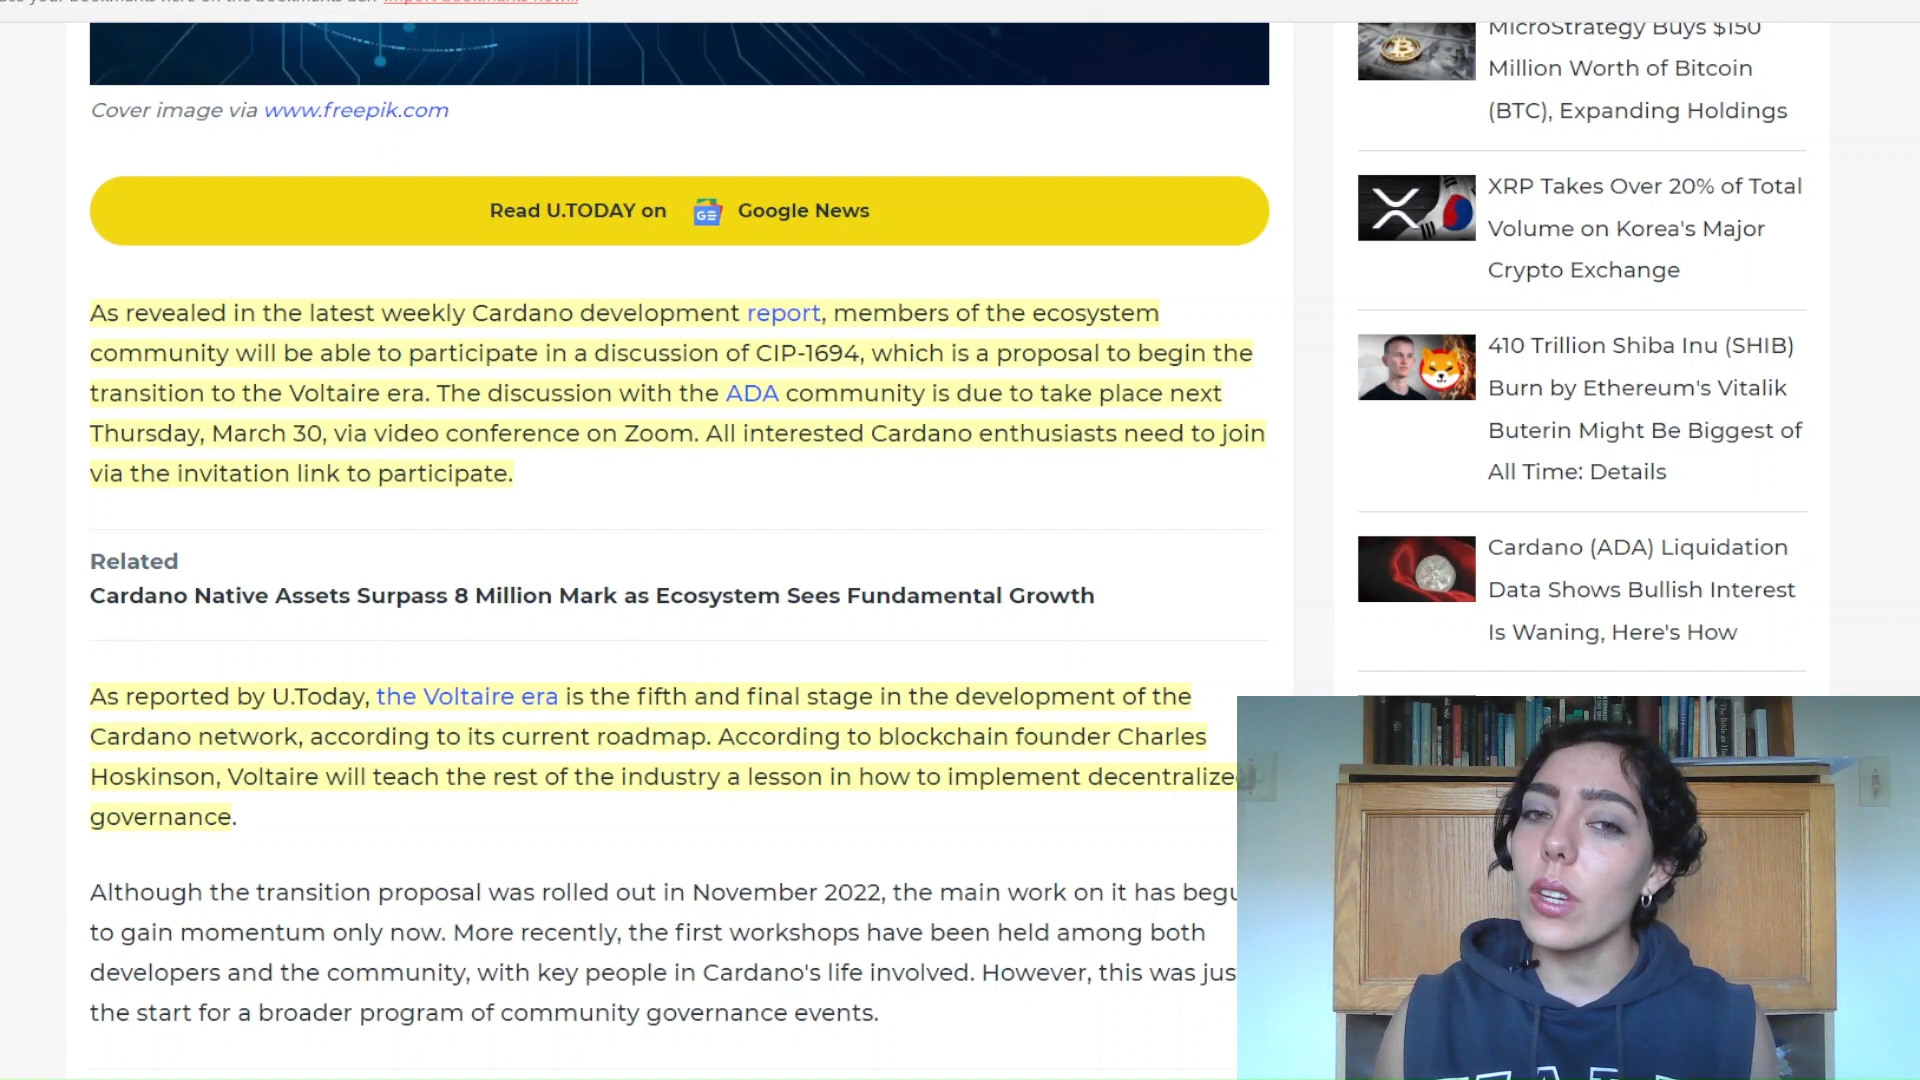 Cover image via www.freepik.com
Read U.TODAY on GE Google News
As revealed in the latest weekly Cardano development report, members of the ecosystem
community will be able to participate in a discussion of CIP-1694, which is a proposal to begin the
transition to the Voltaire era. The discussion with the ADA community is due to take place next
Thursday, March 30, via video conference on Zoom. All interested Cardano enthusiasts need to join
via the invitation link to participate.
Related
Cardano Native Assets Surpass 8 Million Mark as Ecosystem Sees Fundamental Growth
As reported by U.Today, the Voltaire era is the fifth and final stage in the development of the
Cardano network, according to its current roadmap. According to blockchain founder Charles
Hoskinson, Voltaire will teach the rest of the industry a lesson in how to implement decentralize
governance.
Although the transition proposal was rolled out in November 2022, the main work on it has begu
to gain momentum only now. More recently, the first workshops have been held among both
developers and the community, with key people in Cardano's life involved. However, this was jus
the start for a broader program of community governance events.
MicroStrategy Buys $150
Million Worth of Bitcoin
(BTC), Expanding Holdings
XRP Takes Over 20% of Total
Volume on Korea's Major
Crypto Exchange
410 Trillion Shiba Inu (SHIB)
Burn by Ethereum's Vitalik
Buterin Might Be Biggest of
All Time: Details
Cardano (ADA) Liquidation
Data Shows Bullish Interest
Is Waning, Here's How